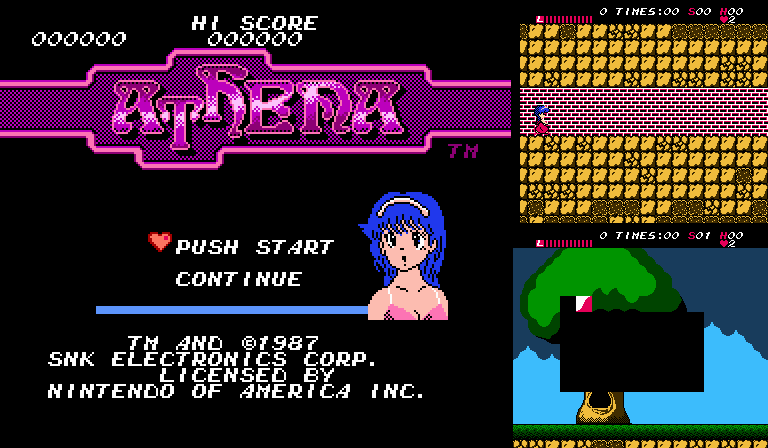 HI SCORE
000000 000000
ATHENA
TM
PUSH START
CONTINUE
TM AND ©1987
SNK ELECTRONICS CORP.
LICENSED BY
NINTENDO OF AMERICA INC.
0 TIMES:00 S00 H00
L 2
0 TIMES:00 S01 H00
L 2